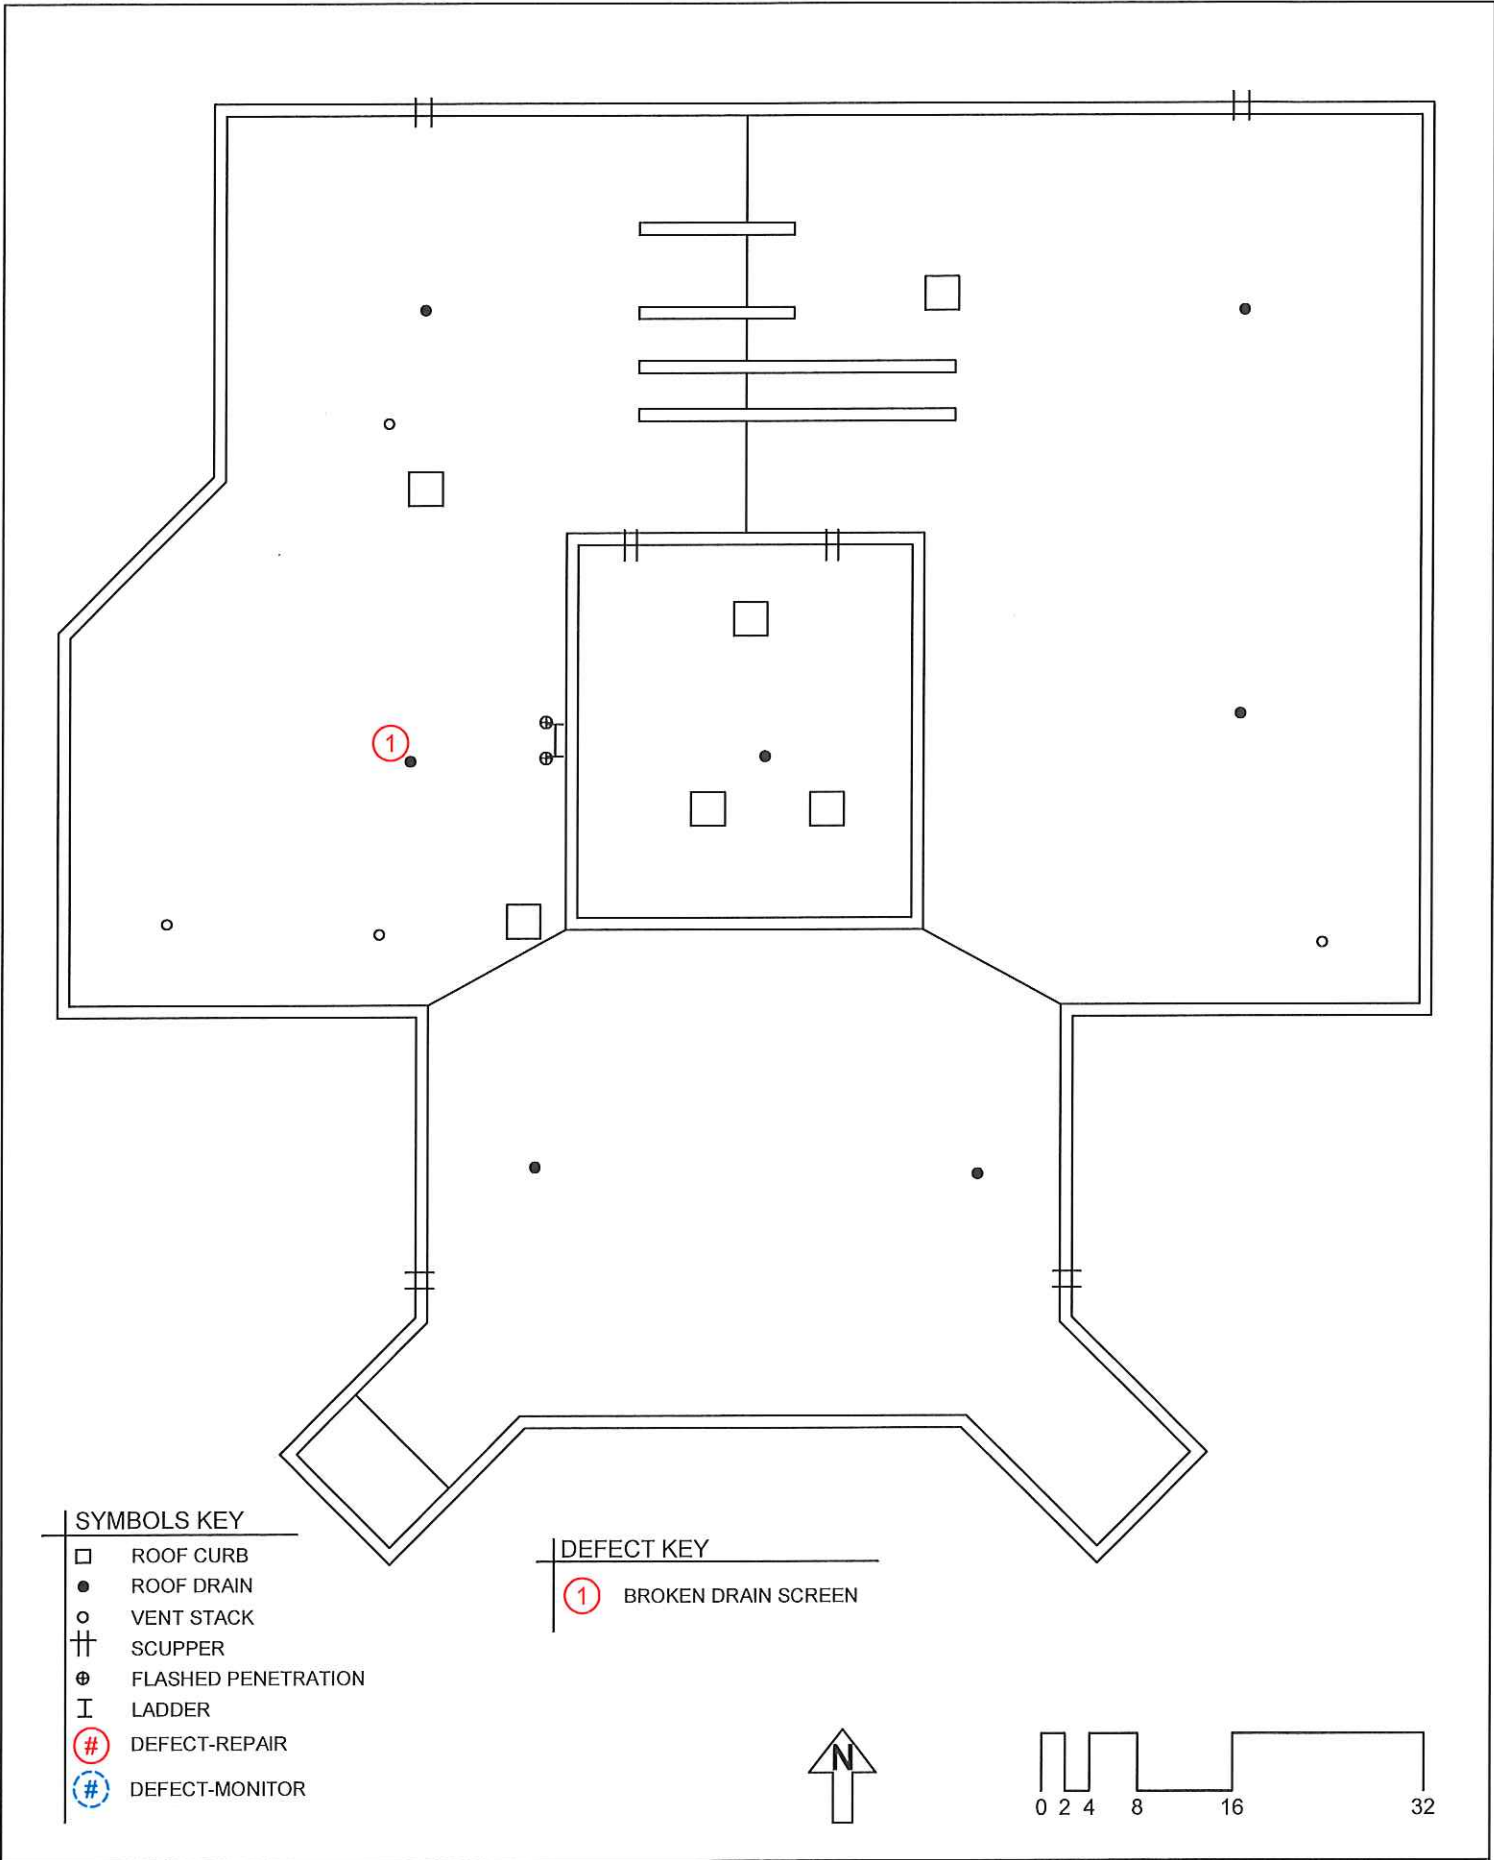 1
SYMBOLS KEY
ROOF CURB
ROOF DRAIN
VENT STACK
SCUPPER
FLASHED PENETRATION
LADDER
# DEFECT-REPAIR
# DEFECT-MONITOR
DEFECT KEY
1 BROKEN DRAIN SCREEN
N
0 2 4 8 16 32